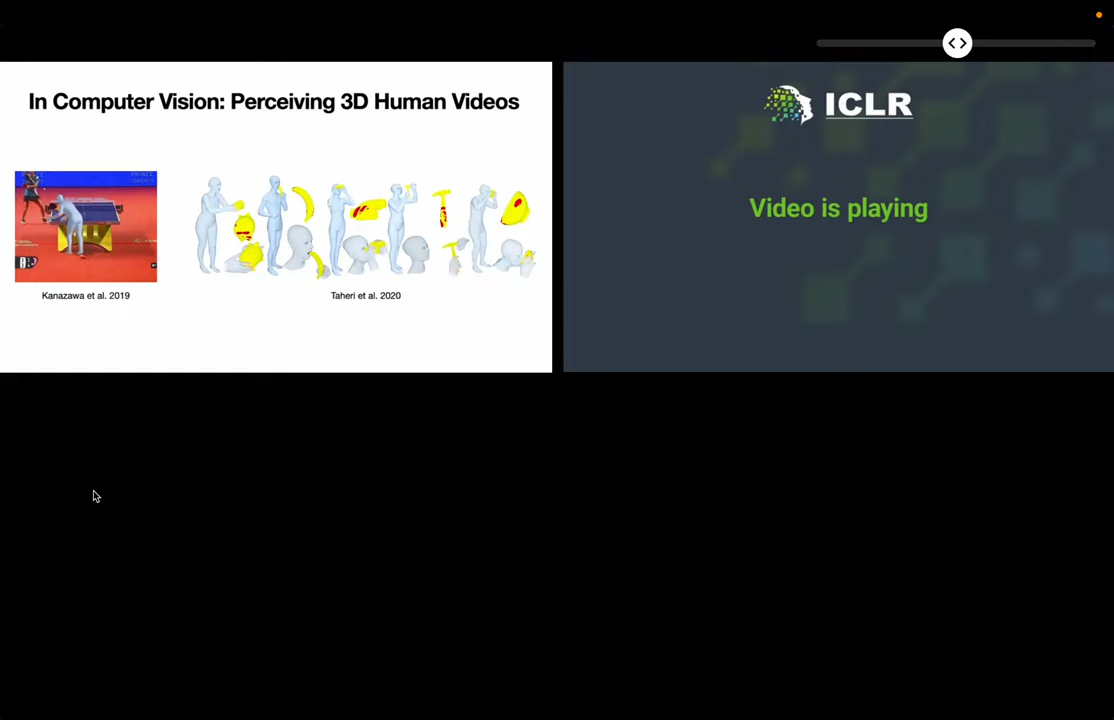 In Computer Vision: Perceiving 3D Human Videos
Kanazawa et al. 2019
Taheri et al. 2020
ICLR
Video is playing